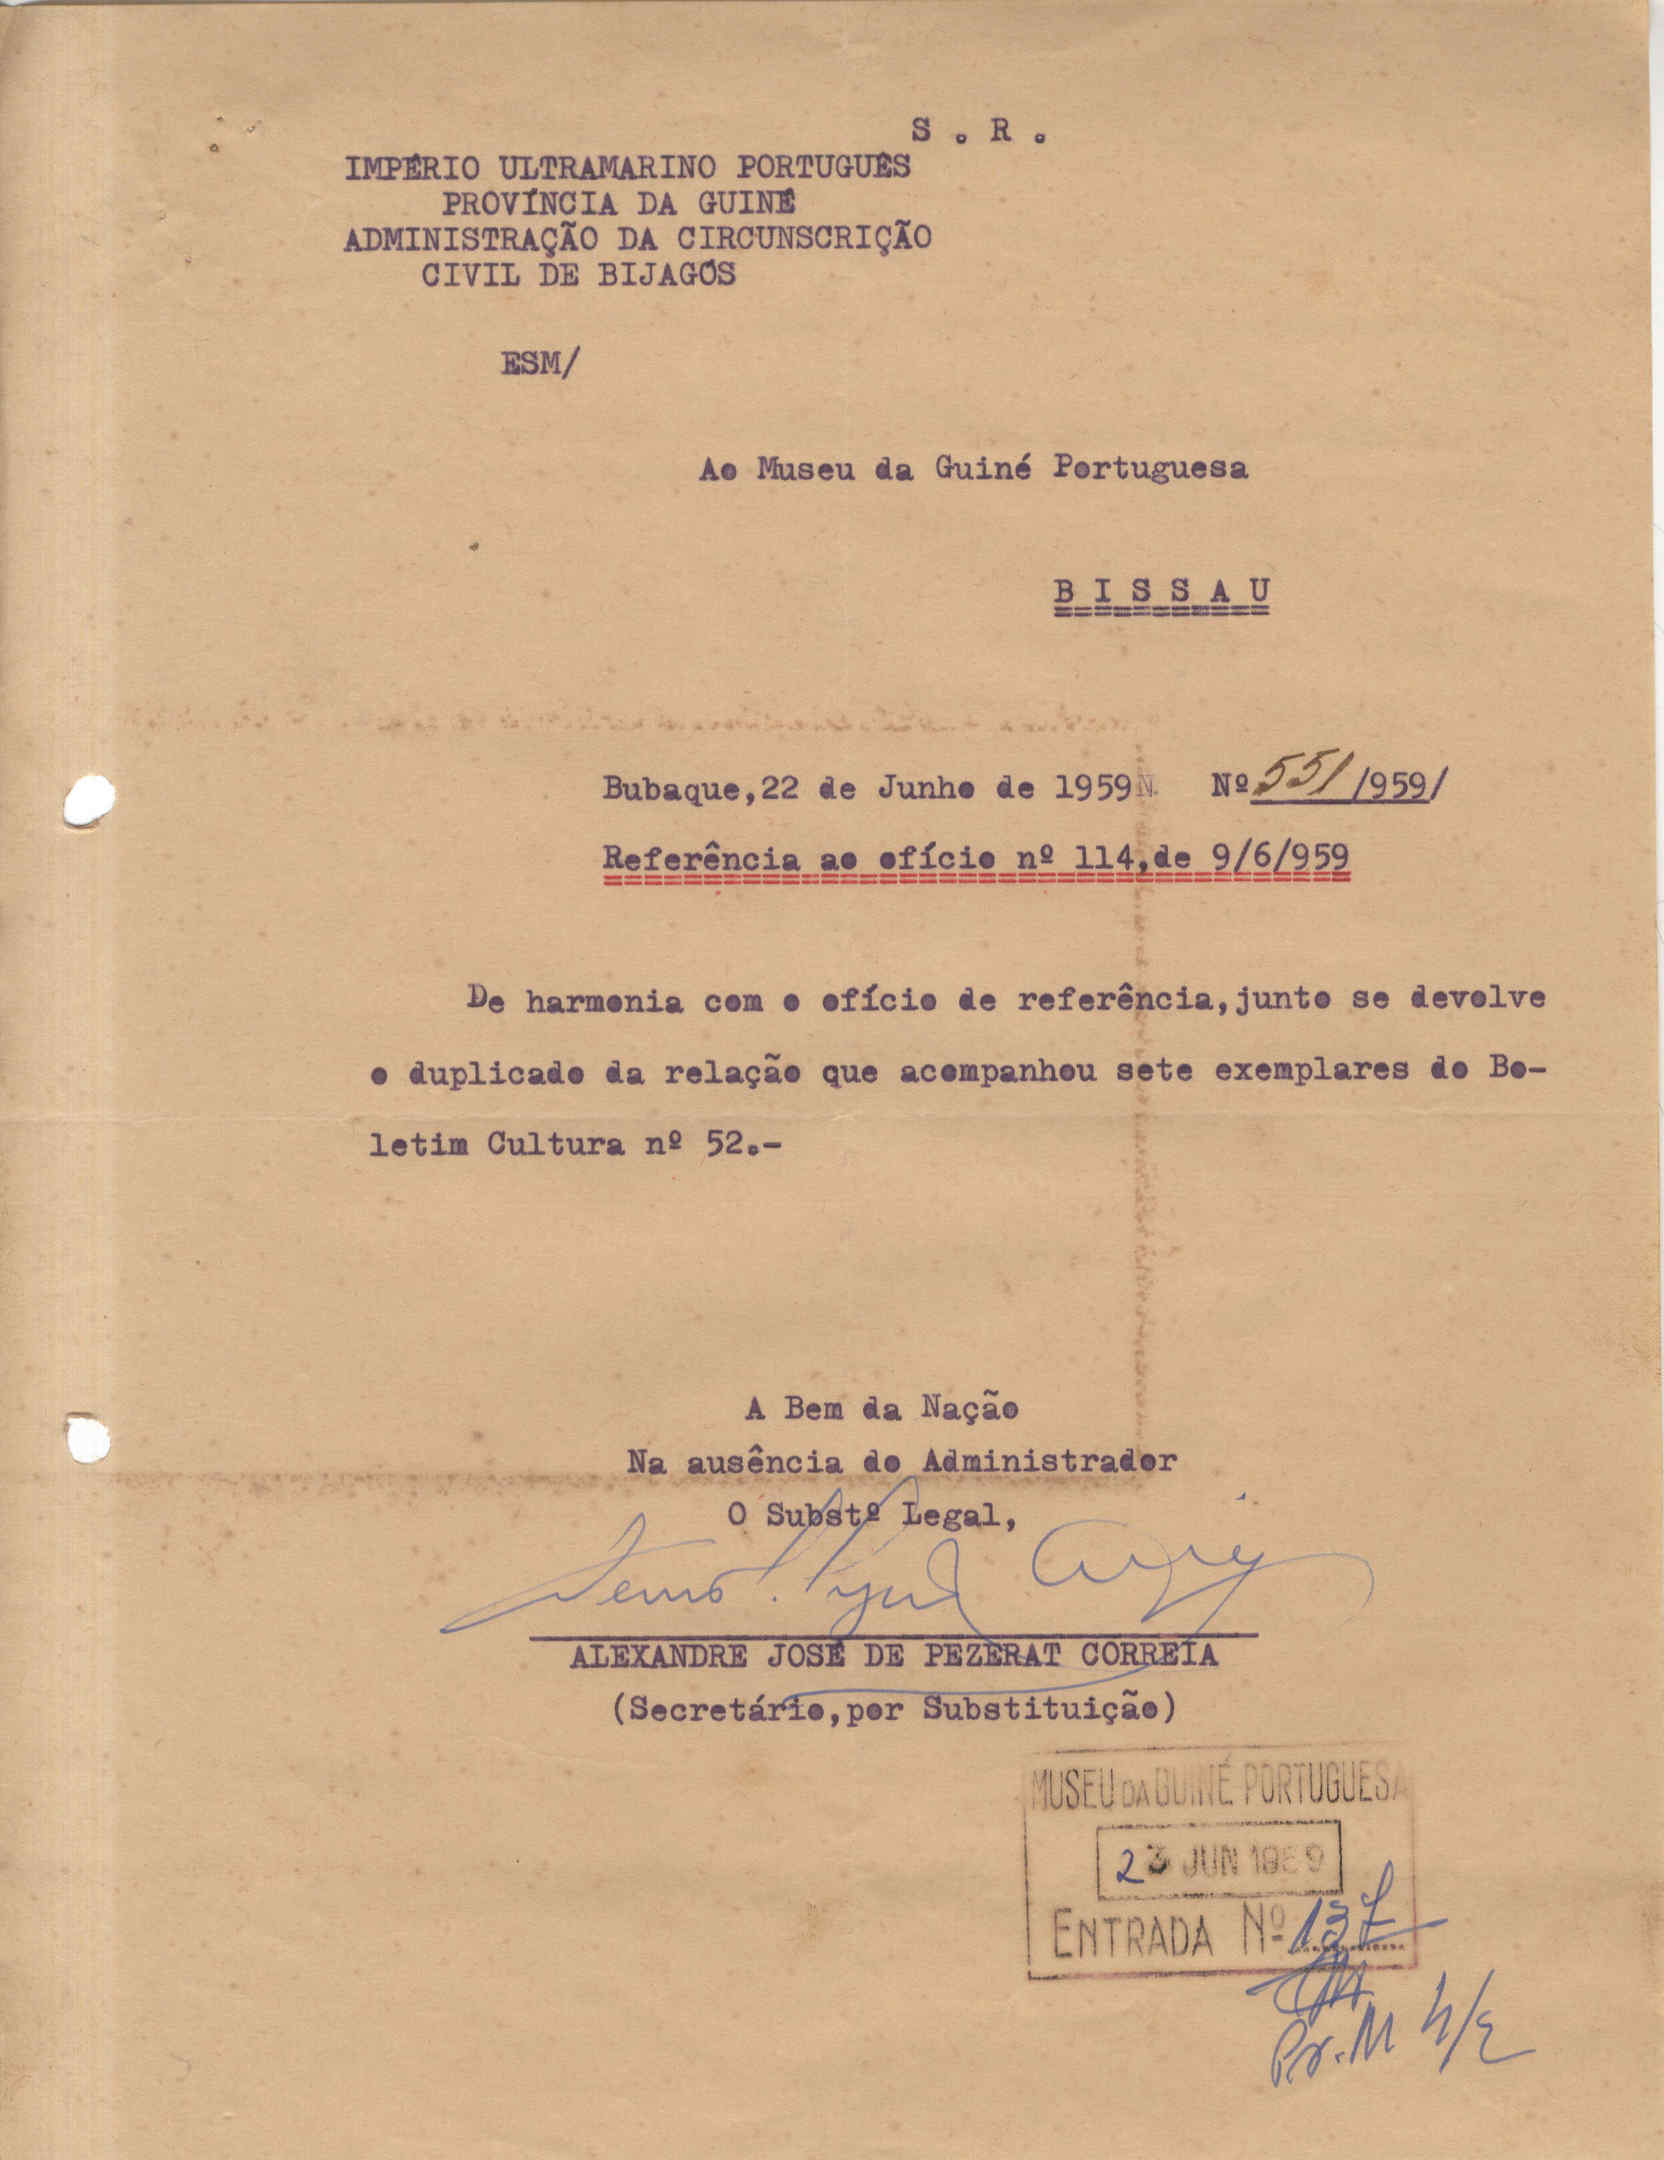 S . R .
IMPÉRIO ULTRAMARINO PORTUGUÊS
PROVÍNCIA DA GUINÉ
ADMINISTRAÇÃO DA CIRCUNSCRIÇÃO
CIVIL DE BIJAGÓS
ESM/
Ao Museu da Guiné Portuguesa
B I S S A U
Bubaque,22 de Junho de 1959 Nº 551/959/
Referência ao ofício nº 114,de 9/6/959
De harmonia com o ofício de referência,junto se devolve
o duplicado da relação que acompanhou sete exemplares do Bo-
letim Cultura nº 52.-
A Bem da Nação
Na ausência do Administrador
O Substº Legal,
ALEXANDRE JOSÉ DE PEZERAT CORREIA
(Secretário,por Substituição)
MUSEU DA GUINÉ PORTUGUESA
23 JUN 1959
ENTRADA Nº 137